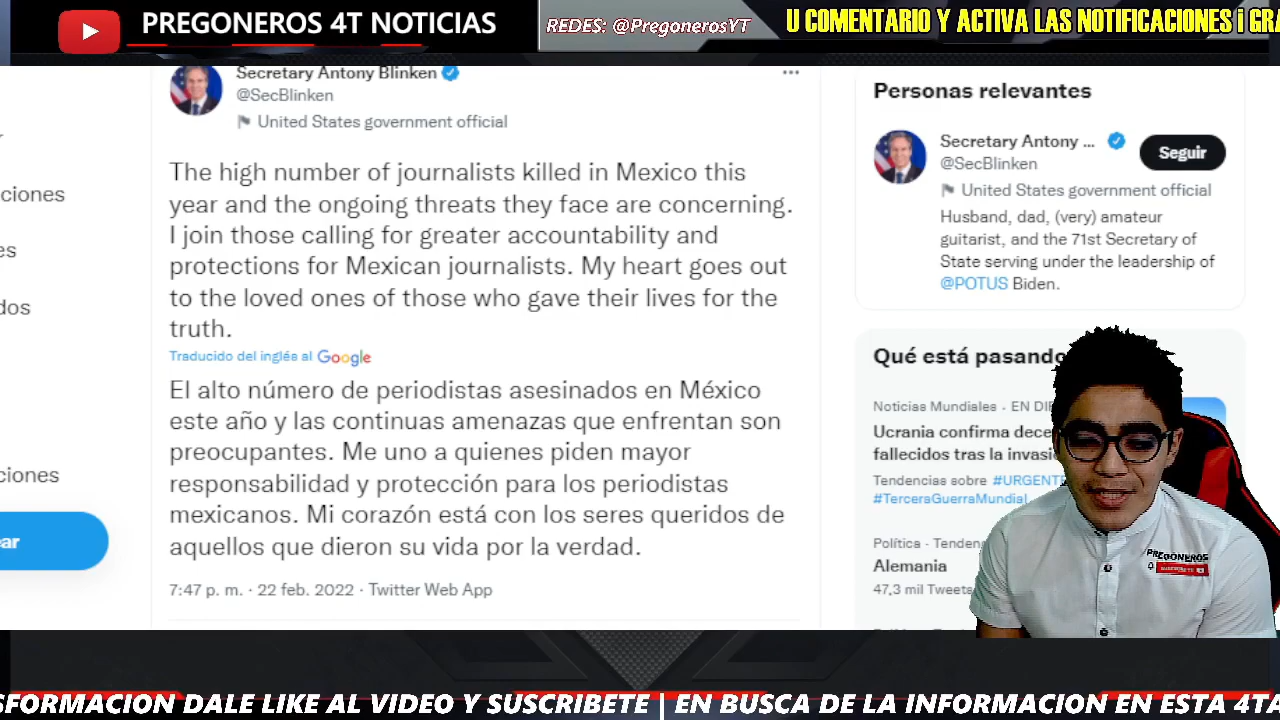 PREGONEROS 4T NOTICIAS
REDES: @PregonerosYT
U COMENTARIO Y ACTIVA LAS NOTIFICACIONES ¡ GRA
Secretary Antony Blinken
@SecBlinken
United States government official
The high number of journalists killed in Mexico this
year and the ongoing threats they face are concerning.
I join those calling for greater accountability and
protections for Mexican journalists. My heart goes out
to the loved ones of those who gave their lives for the
truth.
Traducido del inglés al Google
El alto número de periodistas asesinados en México
este año y las continuas amenazas que enfrentan son
preocupantes. Me uno a quienes piden mayor
responsabilidad y protección para los periodistas
mexicanos. Mi corazón está con los seres queridos de
aquellos que dieron su vida por la verdad.
7:47 p. m. · 22 feb. 2022 · Twitter Web App
ciones
es
dos
ciones
ear
Personas relevantes
Secretary Antony ...
@SecBlinken
Seguir
United States government official
Husband, dad, (very) amateur
guitarist, and the 71st Secretary of
State serving under the leadership of
@POTUS Biden.
Qué está pasando
Noticias Mundiales · EN DI
Ucrania confirma dece
fallecidos tras la invasi
Tendencias sobre #URGENTE
#TerceraGuerraMundial,
Política · Tenden
Alemania
47,3 mil Tweets
PREGONEROS
SFORMACION DALE LIKE AL VIDEO Y SUSCRIBETE | EN BUSCA DE LA INFORMACION EN ESTA 4TA